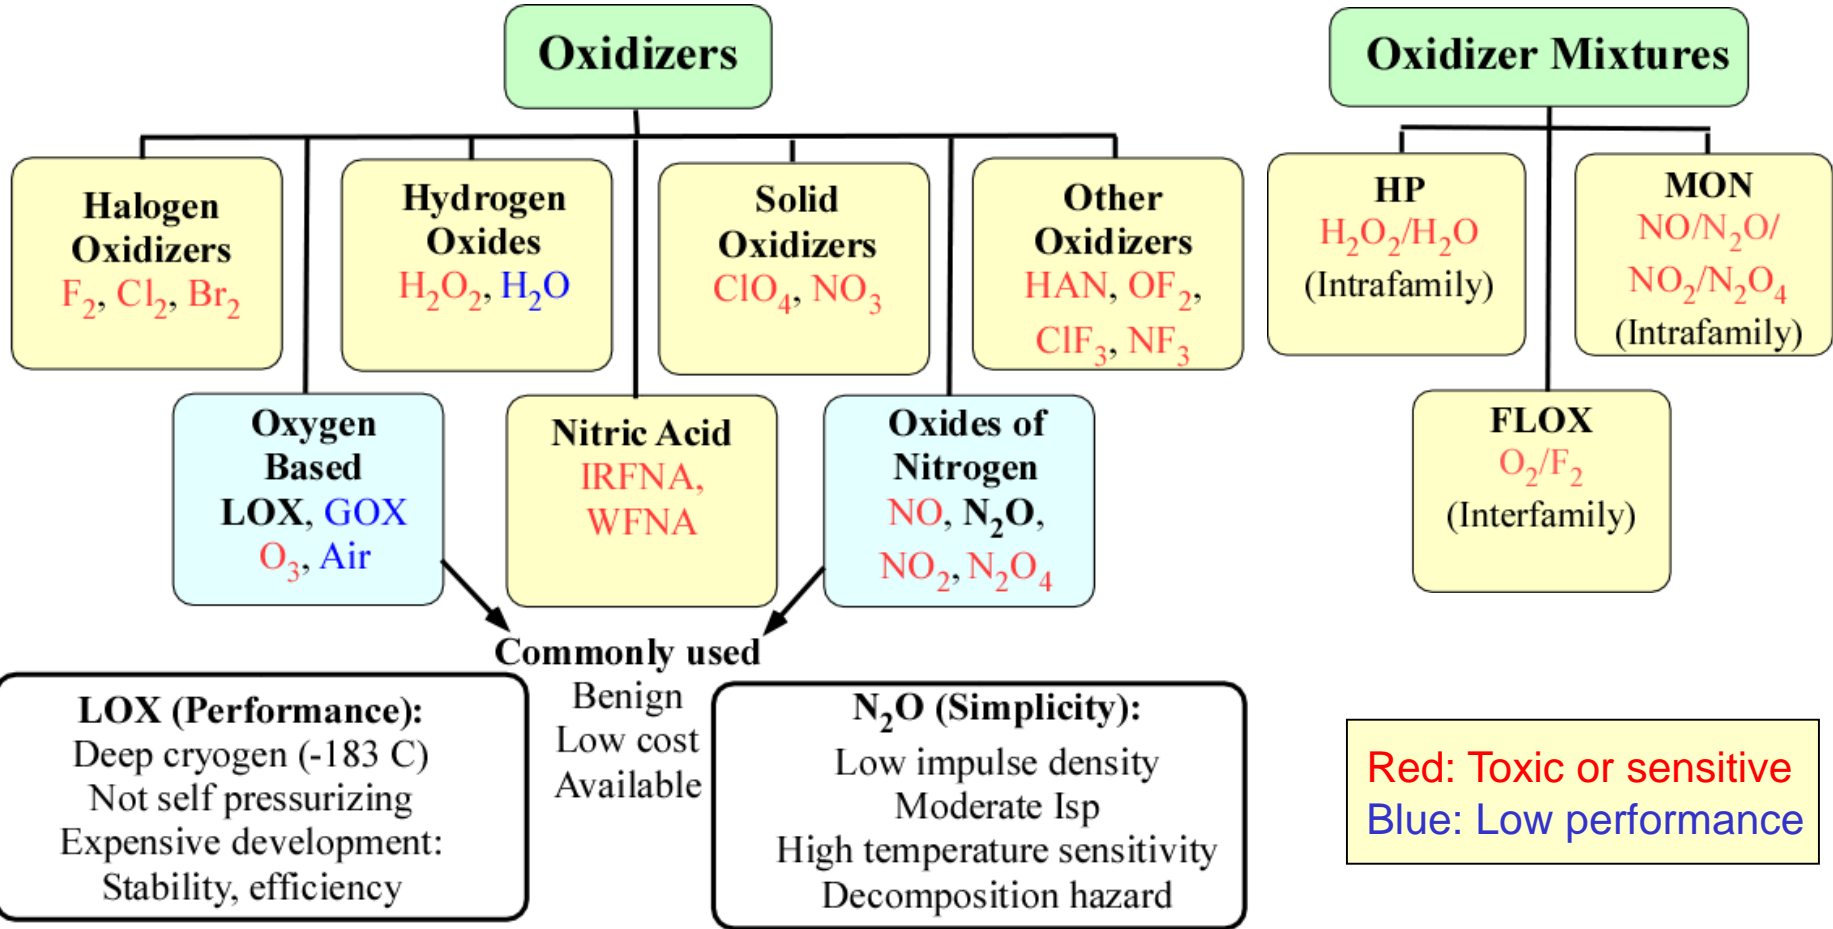 Oxidizers
Halogen
Oxidizers
F₂, Cl₂, Br₂
Hydrogen
Oxides
H₂O₂, H₂O
Solid
Oxidizers
ClO₄, NO₃
Other
Oxidizers
HAN, OF₂,
ClF₃, NF₃
Oxygen
Based
LOX, GOX
O₃, Air
Nitric Acid
IRFNA,
WFNA
Oxides of
Nitrogen
NO, N₂O,
NO₂, N₂O₄
Commonly used
Benign
Low cost
Available
LOX (Performance):
Deep cryogen (-183 C)
Not self pressurizing
Expensive development:
Stability, efficiency
N₂O (Simplicity):
Low impulse density
Moderate Isp
High temperature sensitivity
Decomposition hazard
Oxidizer Mixtures
HP
H₂O₂/H₂O
(Intrafamily)
MON
NO/N₂O/
NO₂/N₂O₄
(Intrafamily)
FLOX
O₂/F₂
(Interfamily)
Red: Toxic or sensitive
Blue: Low performance